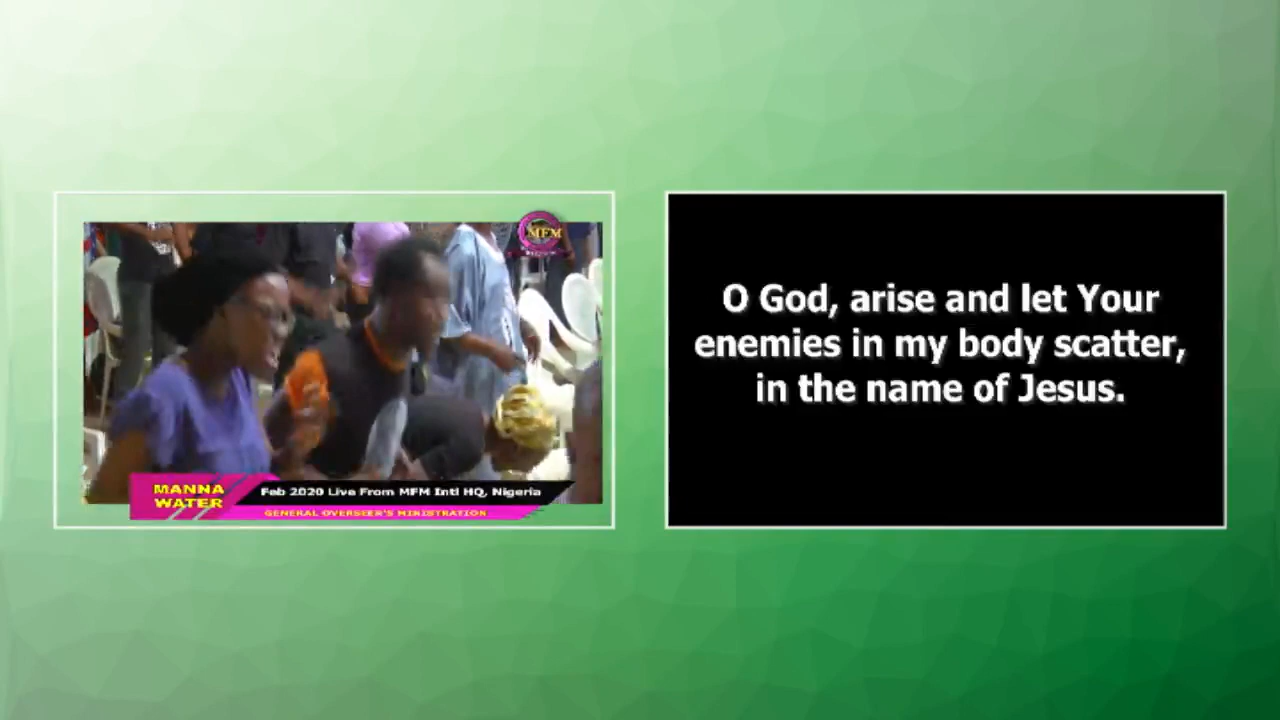 MFM
MANNA
WATER
Feb 2020 Live From MFM Intl HQ, Nigeria
GENERAL OVERSEER'S MINISTRATION
O God, arise and let Your
enemies in my body scatter,
in the name of Jesus.